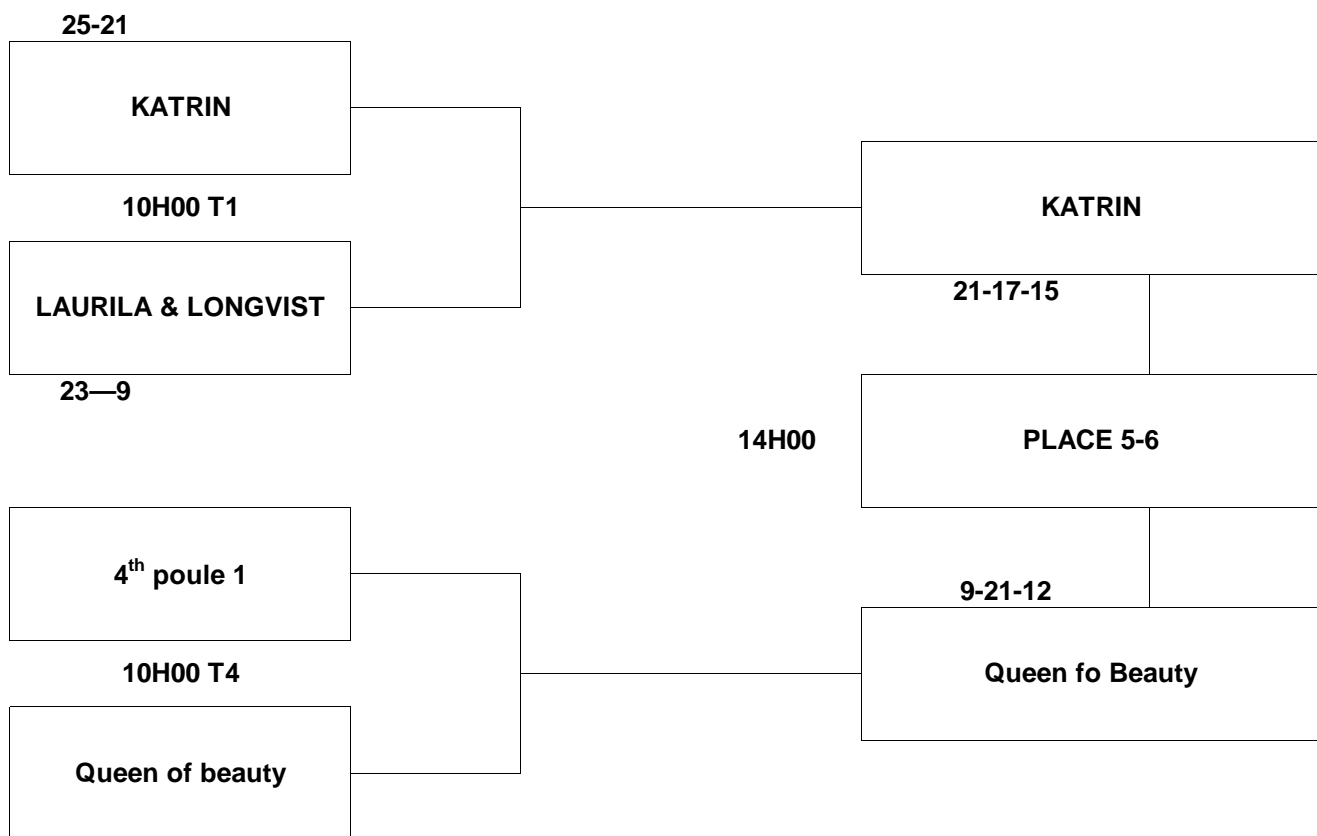 25-21
KATRIN
10H00 T1
LAURILA & LONGVIST
23—9
4th poule 1
10H00 T4
Queen of beauty
KATRIN
21-17-15
14H00
PLACE 5-6
9-21-12
Queen fo Beauty